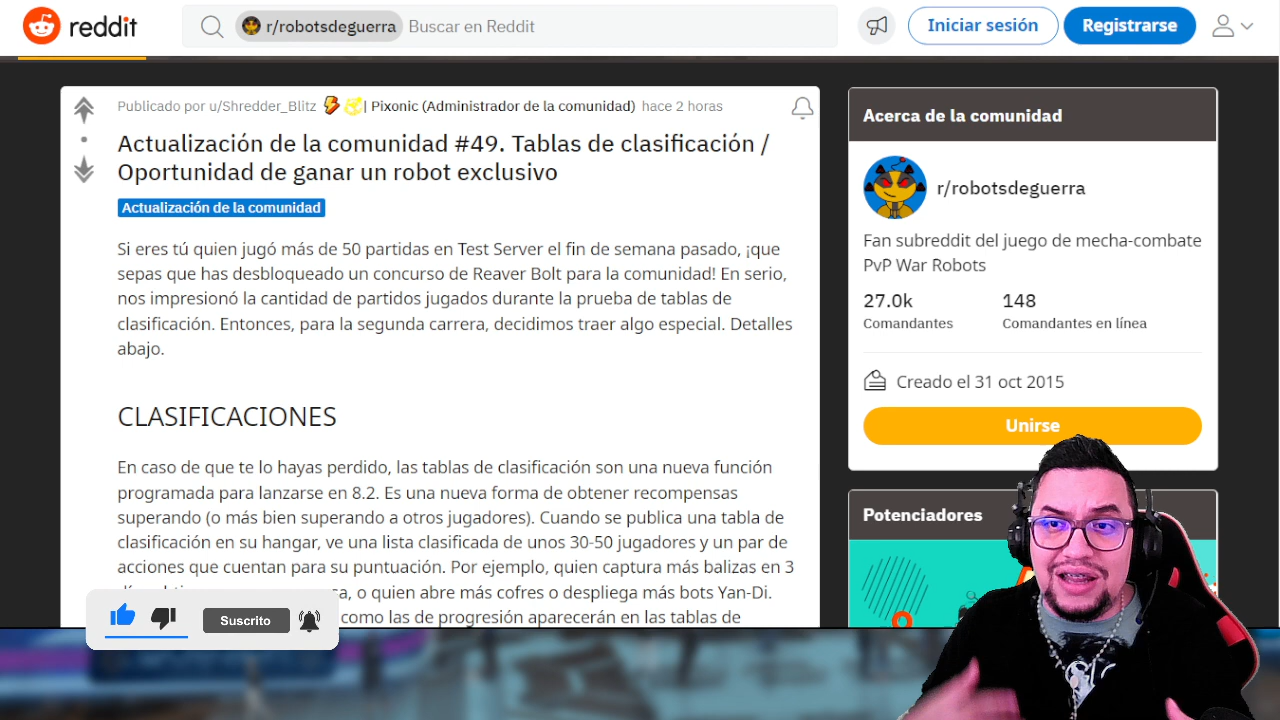 reddit
r/robotsdeguerra
Buscar en Reddit
Iniciar sesión
Registrarse
Publicado por u/Shredder_Blitz | Pixonic (Administrador de la comunidad) hace 2 horas
Actualización de la comunidad #49. Tablas de clasificación /
Oportunidad de ganar un robot exclusivo
Actualización de la comunidad
Si eres tú quien jugó más de 50 partidas en Test Server el fin de semana pasado, ¡que
sepas que has desbloqueado un concurso de Reaver Bolt para la comunidad! En serio,
nos impresionó la cantidad de partidos jugados durante la prueba de tablas de
clasificación. Entonces, para la segunda carrera, decidimos traer algo especial. Detalles
abajo.
CLASIFICACIONES
En caso de que te lo hayas perdido, las tablas de clasificación son una nueva función
programada para lanzarse en 8.2. Es una nueva forma de obtener recompensas
superando (o más bien superando a otros jugadores). Cuando se publica una tabla de
clasificación en su hangar, ve una lista clasificada de unos 30-50 jugadores y un par de
acciones que cuentan para su puntuación. Por ejemplo, quien captura más balizas en 3
o quien abre más cofres o despliega más bots Yan-Di.
como las de progresión aparecerán en las tablas de
Acerca de la comunidad
r/robotsdeguerra
Fan subreddit del juego de mecha-combate
PvP War Robots
27.0k
148
Comandantes
Comandantes en línea
Creado el 31 oct 2015
Unirse
Potenciadores
Suscrito